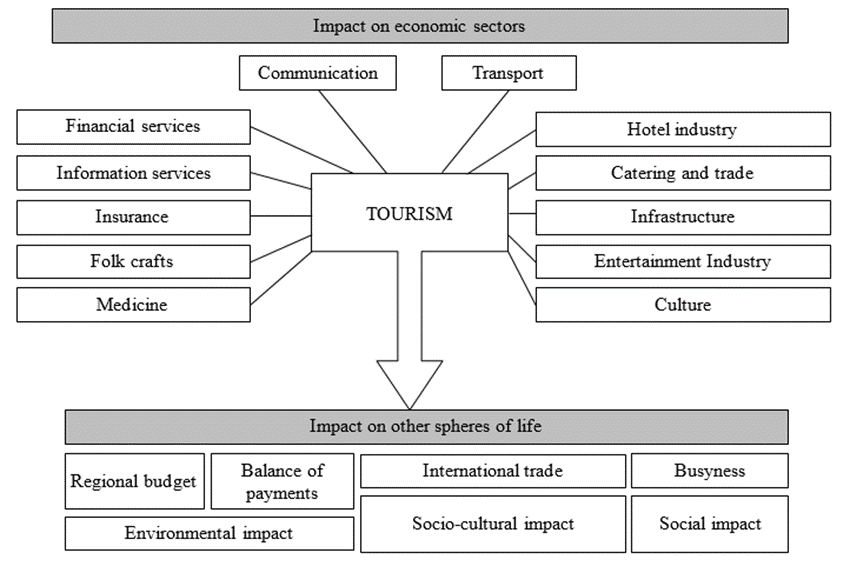 Impact on economic sectors
Communication
Transport
Financial services
Hotel industry
Information services
Catering and trade
TOURISM
Insurance
Infrastructure
Folk crafts
Entertainment Industry
Medicine
Culture
Impact on other spheres of life
Regional budget
Balance of
payments
International trade
Busyness
Environmental impact
Socio-cultural impact
Social impact